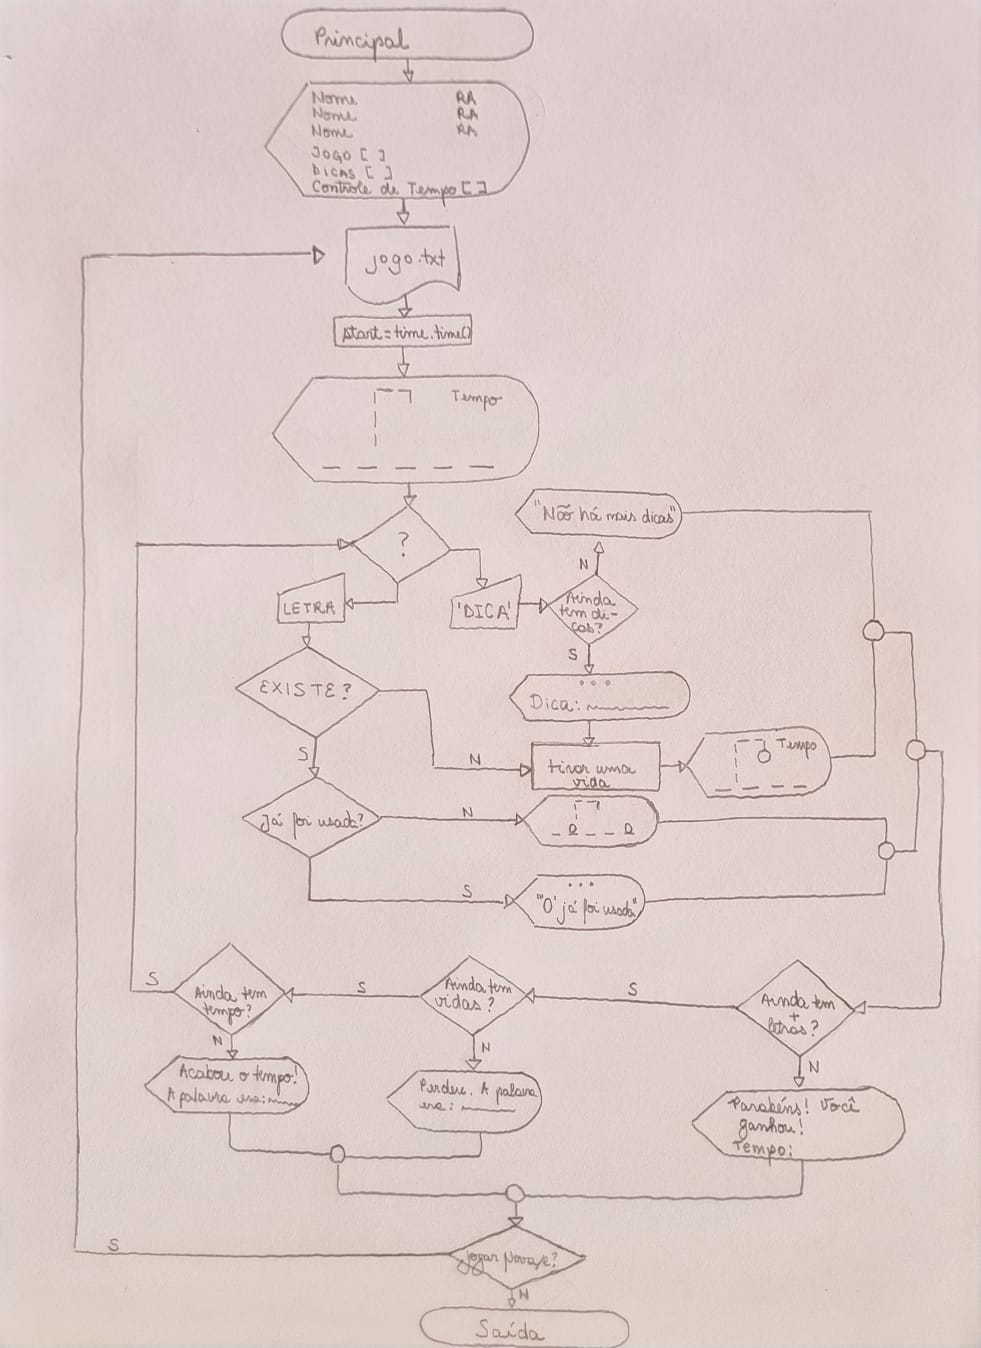 Principal
Nome RA
Nome RA
Nome RA
JOGO [ ]
DICAS [ ]
Controle de Tempo [ ]
jogo.txt
start = time.time()
Tempo
?
"Não há mais dicas"
N
LETRA
'DICA'
Ainda
tem di-
cas?
S
EXISTE?
Dica:
S
N
tirar uma
vida
Tempo
Já foi usada?
N
_ a _ _ a
S
"'O' já foi usada"
S
Ainda tem
tempo?
S
Ainda tem
vidas?
S
Ainda tem
+
letras?
N
N
N
Acabou o tempo!
A palavra era:
Perdeu. A palavra
era:
Parabéns! Você
ganhou!
Tempo:
S
Jogar nova/e?
N
Saída